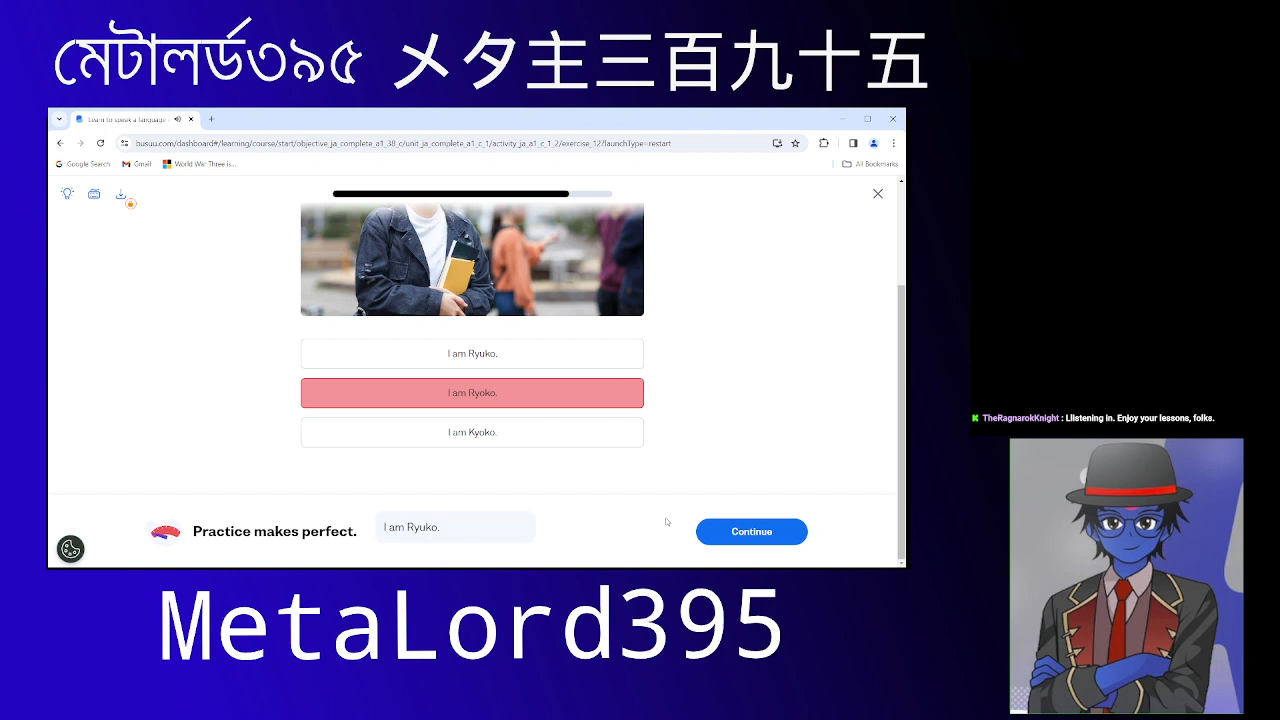 মেটালর্ড৩৯৫ メタ主三百九十五
Learn to speak a language
busuu.com/dashboard#/learning/course/start/objective_ja_complete_a1_38_c/unit_ja_complete_a1_c_1/activity_ja_a1_c_1_2/exercise_12?launchType=restart
Google Search
Gmail
World War Three is...
All Bookmarks
I am Ryuko.
I am Ryoko.
I am Kyoko.
Practice makes perfect.
I am Ryuko.
Continue
TheRagnarokKnight : Llistening in. Enjoy your lessons, folks.
MetaLord395